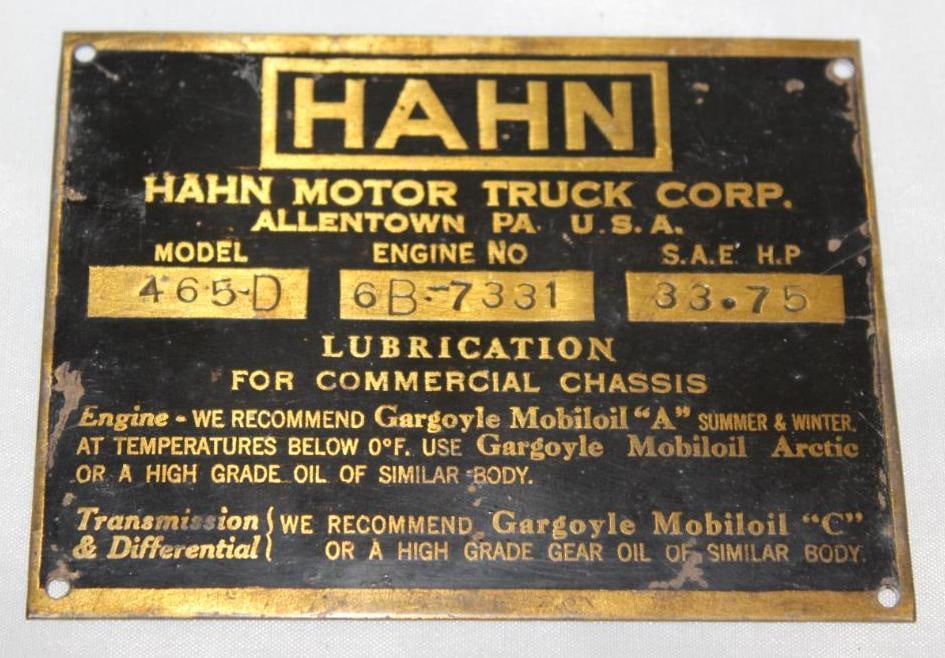 HAHN
HAHN MOTOR TRUCK CORP.
ALLENTOWN PA. U.S.A.
MODEL ENGINE NO S.A.E. H.P
465-D 6B-7331 33.75
LUBRICATION
FOR COMMERCIAL CHASSIS
Engine - WE RECOMMEND Gargoyle Mobiloil "A" SUMMER & WINTER.
AT TEMPERATURES BELOW 0°F. USE Gargoyle Mobiloil Arctic
OR A HIGH GRADE OIL OF SIMILAR BODY.
Transmission { WE RECOMMEND Gargoyle Mobiloil "C"
& Differential { OR A HIGH GRADE GEAR OIL OF SIMILAR BODY.